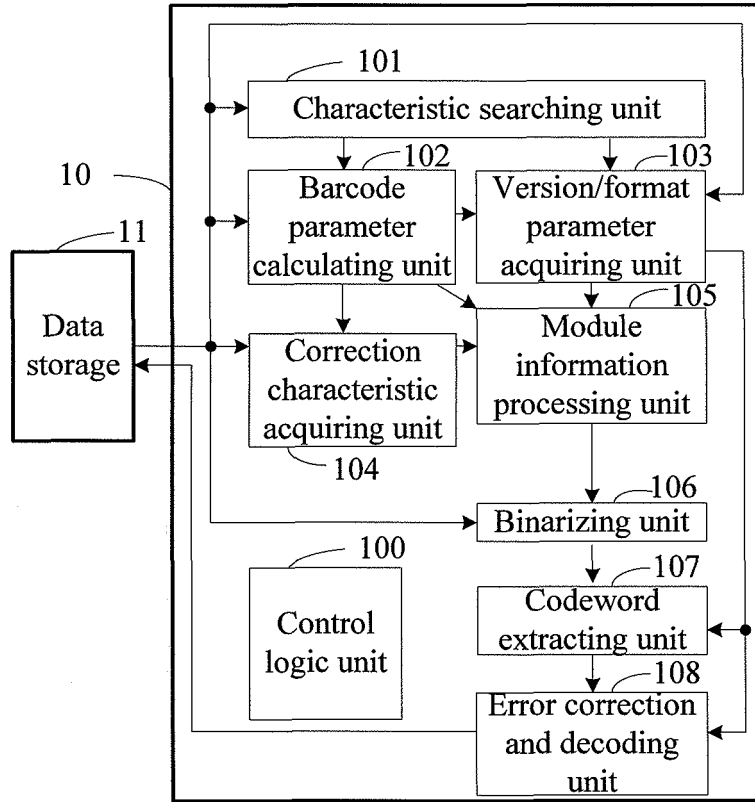 101
Characteristic searching unit
102
103
10
Barcode
parameter
calculating unit
Version/format
parameter
acquiring unit
11
Data
storage
105
Correction
characteristic
acquiring unit
Module
information
processing unit
104
106
Binarizing unit
100
Control
logic unit
107
Codeword
extracting unit
108
Error correction
and decoding
unit